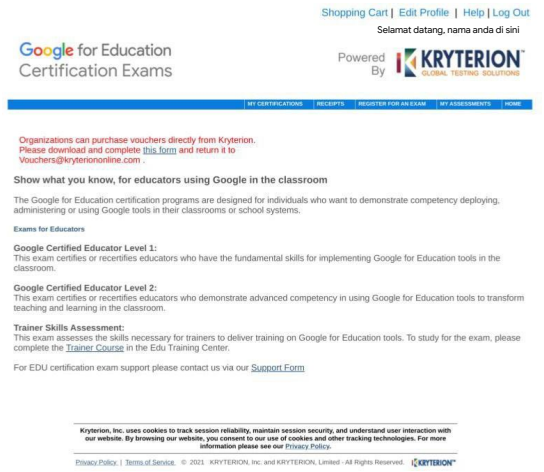 Shopping Cart | Edit Profile | Help | Log Out
Selamat datang, nama anda di sini
Google for Education
Certification Exams
Powered
By
KRYTERION™
GLOBAL TESTING SOLUTIONS
MY CERTIFICATIONS | RECEIPTS | REGISTER FOR AN EXAM | MY ASSESSMENTS | HOME
Organizations can purchase vouchers directly from Kryterion.
Please download and complete this form and return it to
Vouchers@kryteriononline.com .
Show what you know, for educators using Google in the classroom
The Google for Education certification programs are designed for individuals who want to demonstrate competency deploying,
administering or using Google tools in their classrooms or school systems.
Exams for Educators
Google Certified Educator Level 1:
This exam certifies or recertifies educators who have the fundamental skills for implementing Google for Education tools in the
classroom.
Google Certified Educator Level 2:
This exam certifies or recertifies educators who demonstrate advanced competency in using Google for Education tools to transform
teaching and learning in the classroom.
Trainer Skills Assessment:
This exam assesses the skills necessary for trainers to deliver training on Google for Education tools. To study for the exam, please
complete the Trainer Course in the Edu Training Center.
For EDU certification exam support please contact us via our Support Form
Kryterion, Inc. uses cookies to track session reliability, maintain session security, and understand user interaction with
our website. By browsing our website, you consent to our use of cookies and other tracking technologies. For more
information please see our Privacy Policy.
Privacy Policy | Terms of Service © 2021 KRYTERION, Inc. and KRYTERION, Limited - All Rights Reserved. KRYTERION™